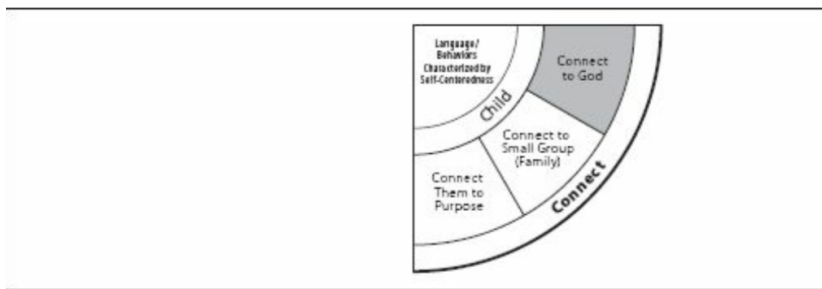 Language/
Behaviors
Characterized by
Self-Centeredness
Child
Connect
to God
Connect to
Small Group
(Family)
Connect
Them to
Purpose
Connect